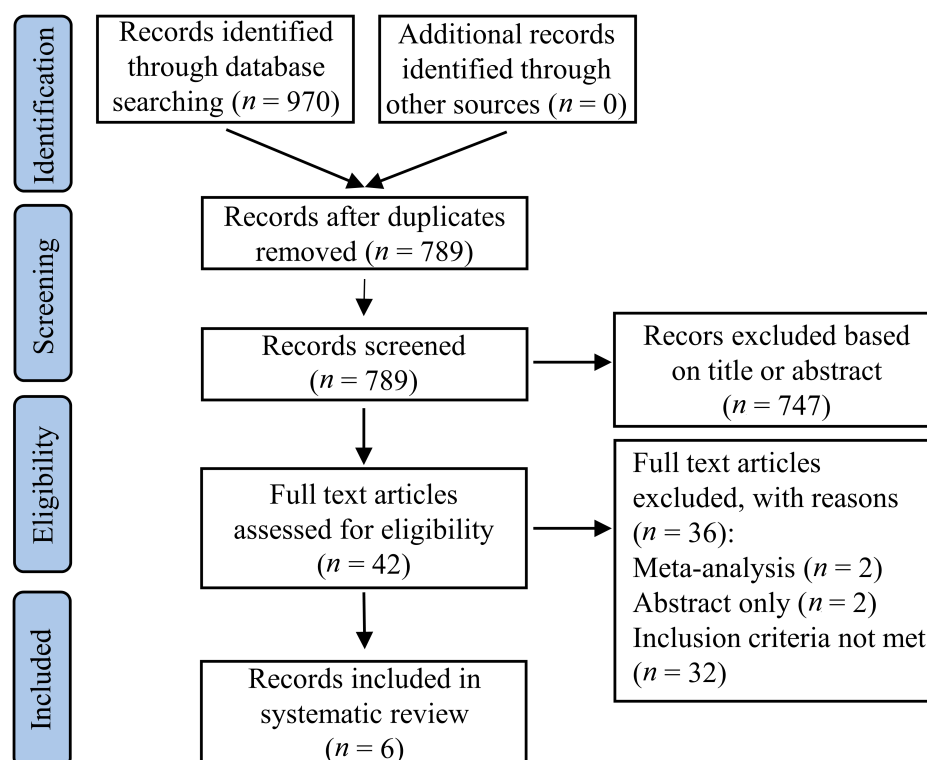 Identification
Records identified
through database
searching (n = 970)
Additional records
identified through
other sources (n = 0)
Screening
Records after duplicates
removed (n = 789)
Records screened
(n = 789)
Recors excluded based
on title or abstract
(n = 747)
Eligibility
Full text articles
assessed for eligibility
(n = 42)
Full text articles
excluded, with reasons
(n = 36):
Meta-analysis (n = 2)
Abstract only (n = 2)
Inclusion criteria not met
(n = 32)
Included
Records included in
systematic review
(n = 6)